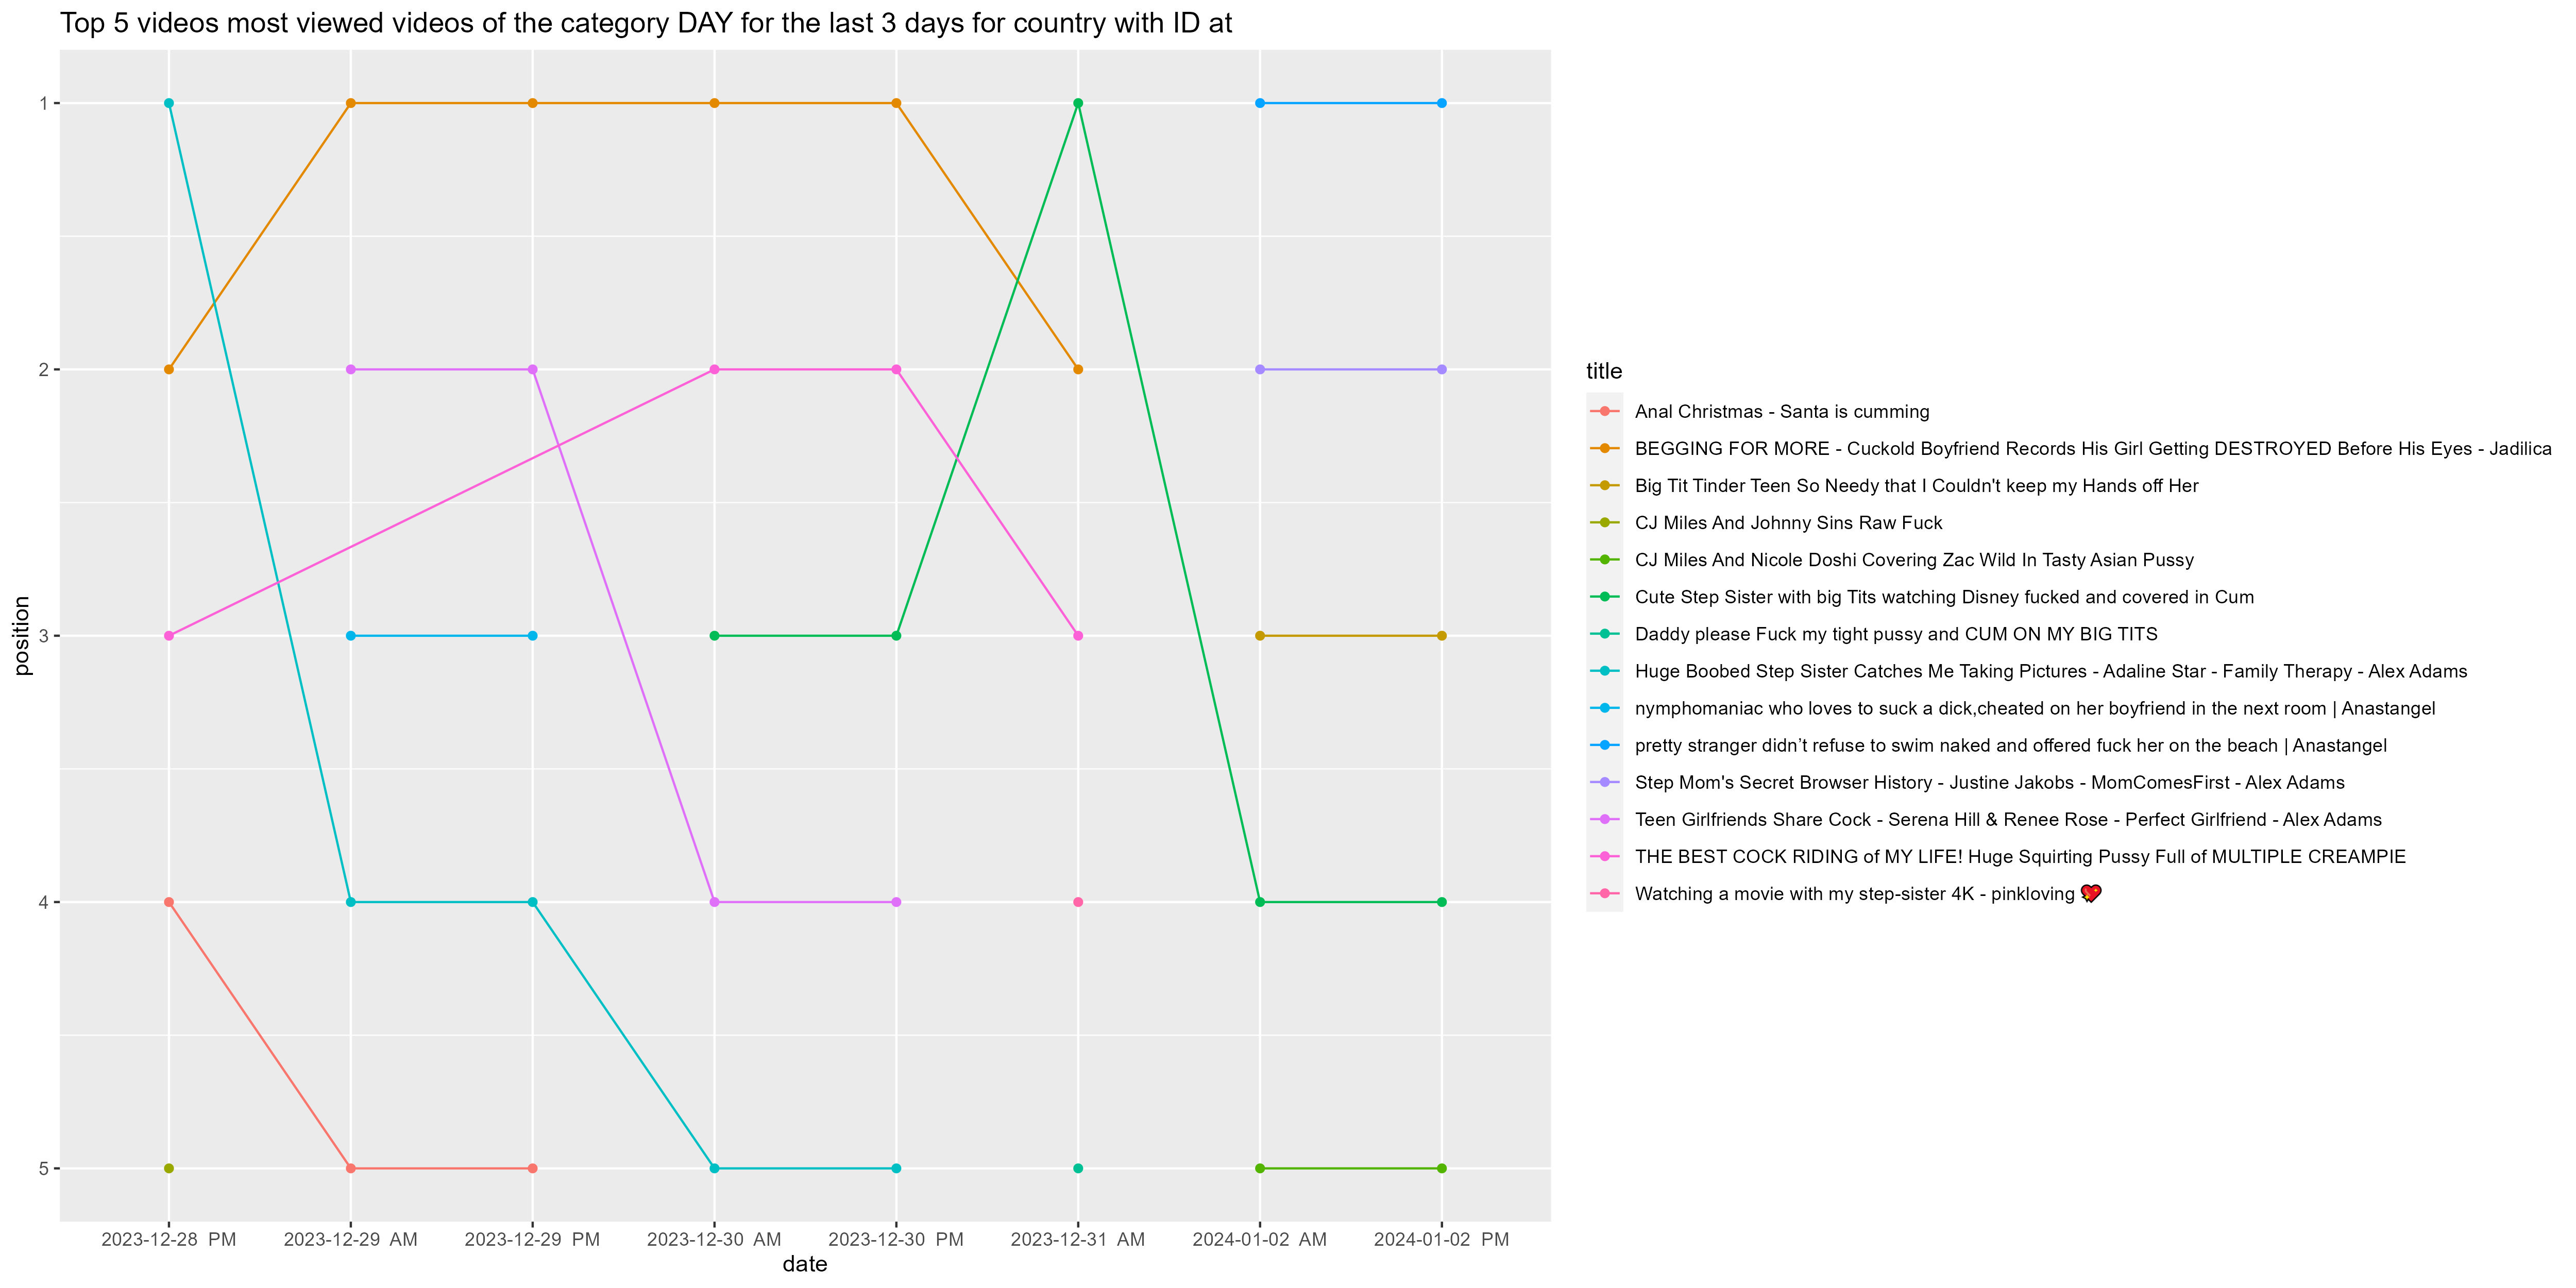 Top 5 videos most viewed videos of the category DAY for the last 3 days for country with ID at
position
1
2
3
4
5
2023-12-28 PM
2023-12-29 AM
2023-12-29 PM
2023-12-30 AM
2023-12-30 PM
2023-12-31 AM
2024-01-02 AM
2024-01-02 PM
date
title
Anal Christmas - Santa is cumming
BEGGING FOR MORE - Cuckold Boyfriend Records His Girl Getting DESTROYED Before His Eyes - Jadilica
Big Tit Tinder Teen So Needy that I Couldn't keep my Hands off Her
CJ Miles And Johnny Sins Raw Fuck
CJ Miles And Nicole Doshi Covering Zac Wild In Tasty Asian Pussy
Cute Step Sister with big Tits watching Disney fucked and covered in Cum
Daddy please Fuck my tight pussy and CUM ON MY BIG TITS
Huge Boobed Step Sister Catches Me Taking Pictures - Adaline Star - Family Therapy - Alex Adams
nymphomaniac who loves to suck a dick,cheated on her boyfriend in the next room | Anastangel
pretty stranger didn’t refuse to swim naked and offered fuck her on the beach | Anastangel
Step Mom's Secret Browser History - Justine Jakobs - MomComesFirst - Alex Adams
Teen Girlfriends Share Cock - Serena Hill & Renee Rose - Perfect Girlfriend - Alex Adams
THE BEST COCK RIDING of MY LIFE! Huge Squirting Pussy Full of MULTIPLE CREAMPIE
Watching a movie with my step-sister 4K - pinkloving 💖